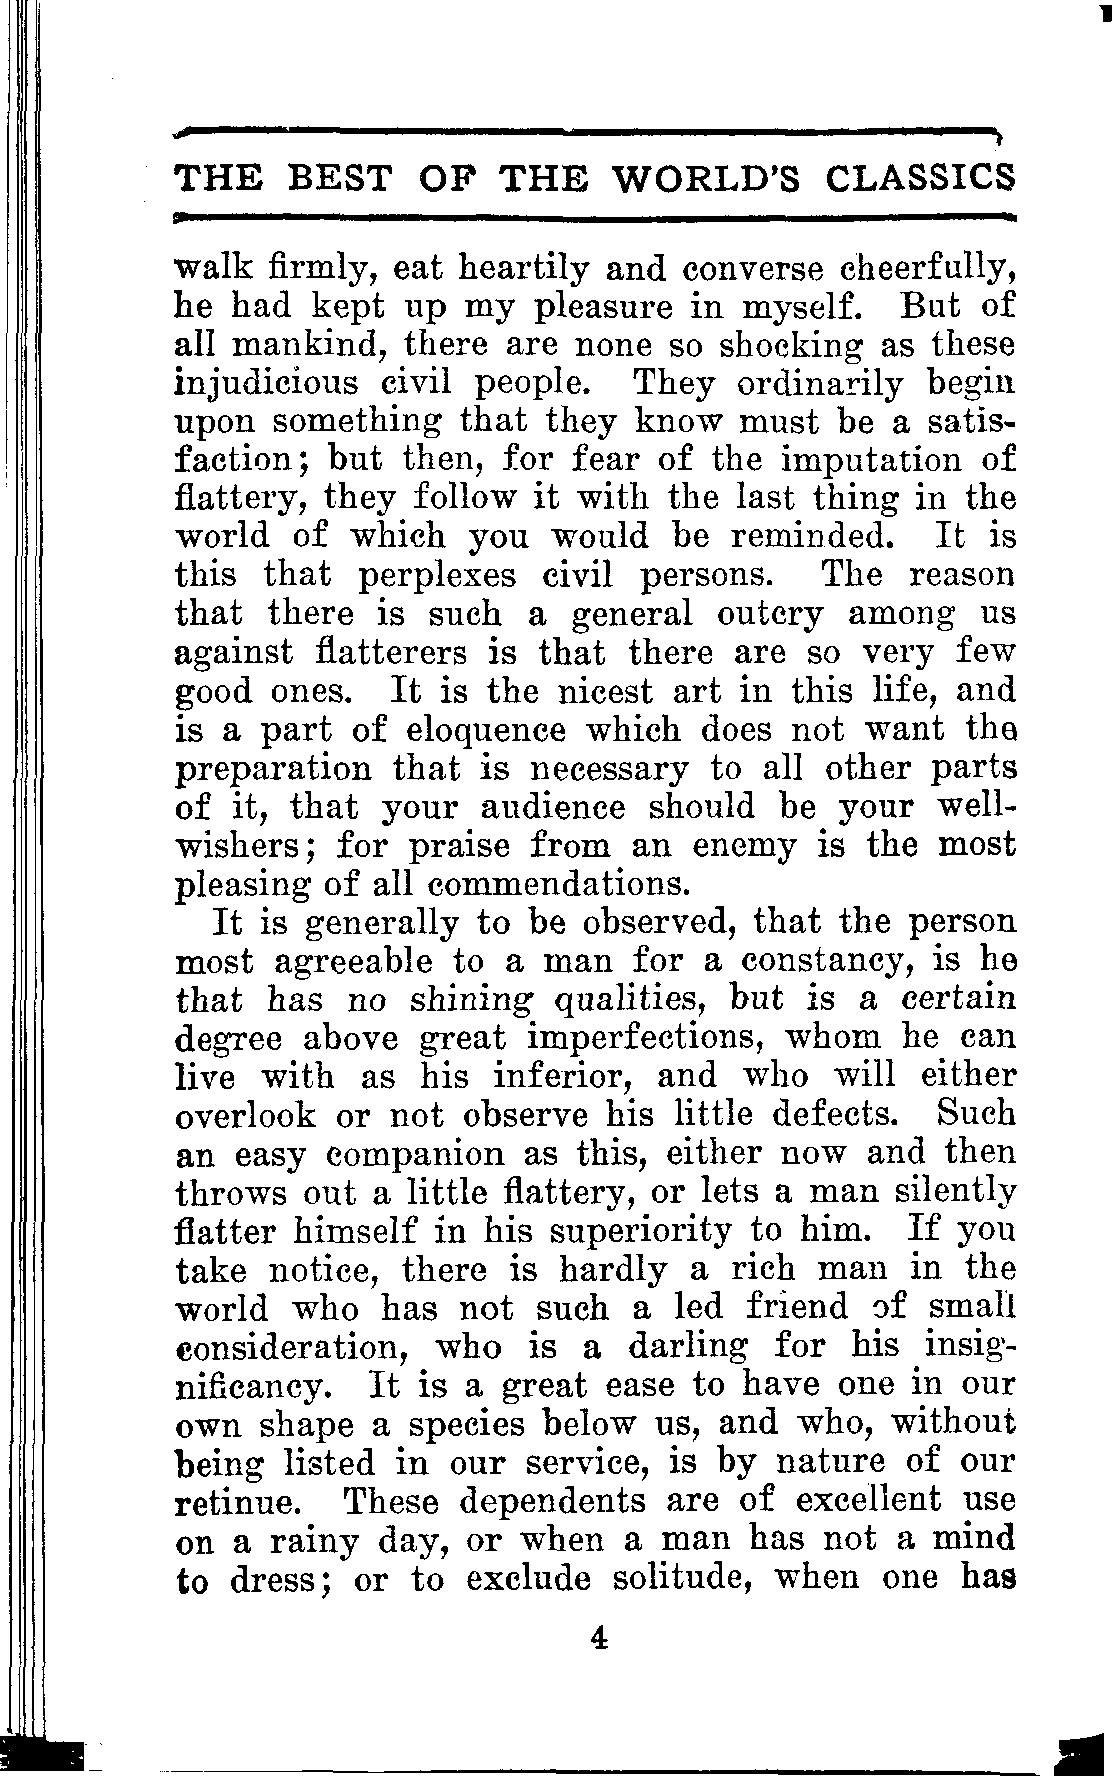 THE BEST OF THE WORLD'S CLASSICS
walk firmly, eat heartily and converse cheerfully,
he had kept up my pleasure in myself. But of
all mankind, there are none so shocking as these
injudicious civil people. They ordinarily begin
upon something that they know must be a satis-
faction; but then, for fear of the imputation of
flattery, they follow it with the last thing in the
world of which you would be reminded. It is
this that perplexes civil persons. The reason
that there is such a general outcry among us
against flatterers is that there are so very few
good ones. It is the nicest art in this life, and
is a part of eloquence which does not want the
preparation that is necessary to all other parts
of it, that your audience should be your well-
wishers; for praise from an enemy is the most
pleasing of all commendations.
It is generally to be observed, that the person
most agreeable to a man for a constancy, is he
that has no shining qualities, but is a certain
degree above great imperfections, whom he can
live with as his inferior, and who will either
overlook or not observe his little defects. Such
an easy companion as this, either now and then
throws out a little flattery, or lets a man silently
flatter himself in his superiority to him. If you
take notice, there is hardly a rich man in the
world who has not such a led friend of small
consideration, who is a darling for his insig-
nificancy. It is a great ease to have one in our
own shape a species below us, and who, without
being listed in our service, is by nature of our
retinue. These dependents are of excellent use
on a rainy day, or when a man has not a mind
to dress; or to exclude solitude, when one has
4